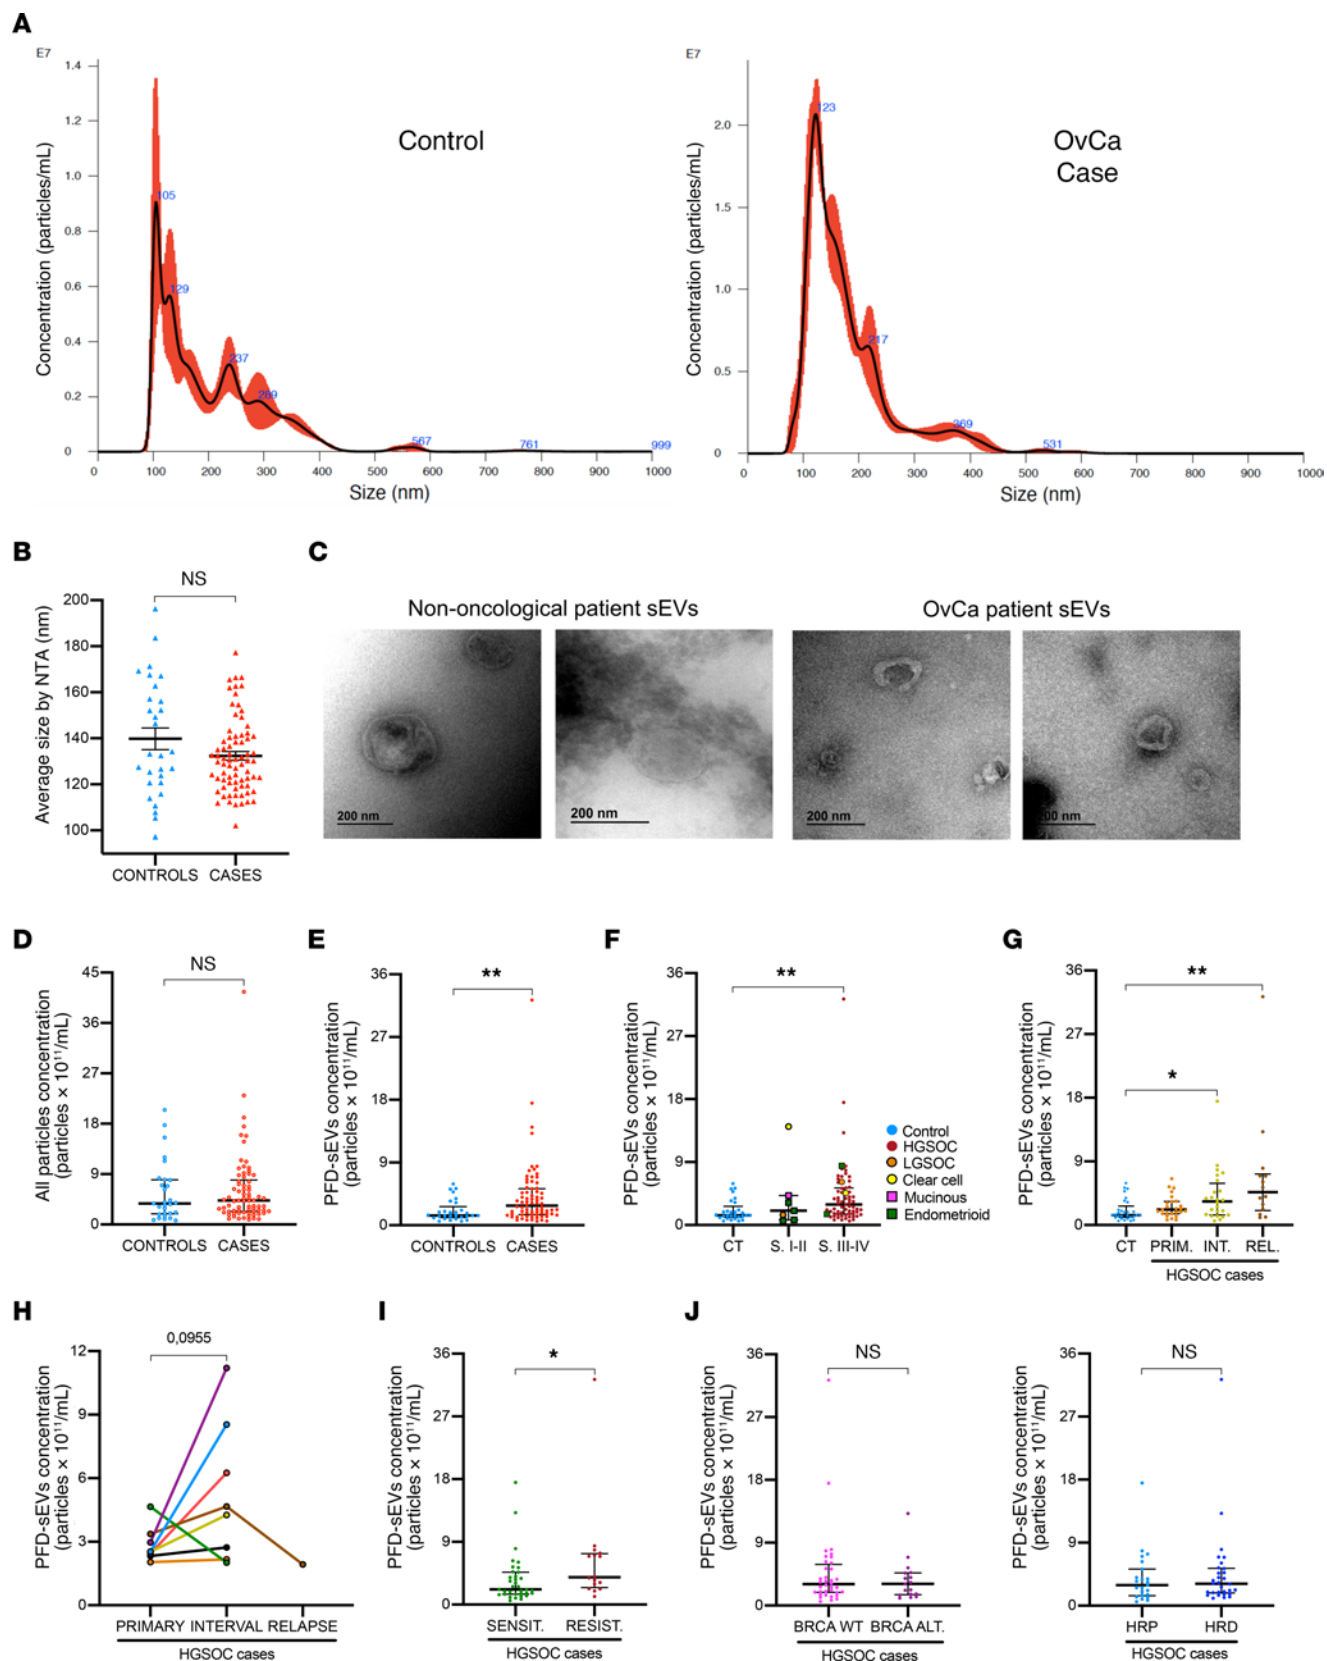 A
E7
1.4
1.2
1.0
0.8
0.6
0.4
0.2
0
Concentration (particles/mL)
Control
105
129
237
289
567
761
999
0 100 200 300 400 500 600 700 800 900 1000
Size (nm)
E7
2.0
1.5
1.0
0.5
0
Concentration (particles/mL)
OvCa
Case
123
217
369
531
0 100 200 300 400 500 600 700 800 900 1000
Size (nm)
B
NS
200
180
160
140
120
100
Average size by NTA (nm)
CONTROLS CASES
C
Non-oncological patient sEVs
OvCa patient sEVs
200 nm
200 nm
200 nm
200 nm
D
NS
45
36
27
18
9
0
All particles concentration
(particles × 10¹¹/mL)
CONTROLS CASES
E
**
36
27
18
9
0
PFD-sEVs concentration
(particles × 10¹¹/mL)
CONTROLS CASES
F
**
36
27
18
9
0
PFD-sEVs concentration
(particles × 10¹¹/mL)
CT S. I-II S. III-IV
Control
HGSOC
LGSOC
Clear cell
Mucinous
Endometrioid
G
**
*
36
27
18
9
0
PFD-sEVs concentration
(particles × 10¹¹/mL)
CT PRIM. INT. REL.
HGSOC cases
H
0,0955
12
9
6
3
0
PFD-sEVs concentration
(particles × 10¹¹/mL)
PRIMARY INTERVAL RELAPSE
HGSOC cases
I
*
36
27
18
9
0
PFD-sEVs concentration
(particles × 10¹¹/mL)
SENSIT. RESIST.
HGSOC cases
J
NS
36
27
18
9
0
PFD-sEVs concentration
(particles × 10¹¹/mL)
BRCA WT BRCA ALT.
HGSOC cases
NS
36
27
18
9
0
PFD-sEVs concentration
(particles × 10¹¹/mL)
HRP HRD
HGSOC cases